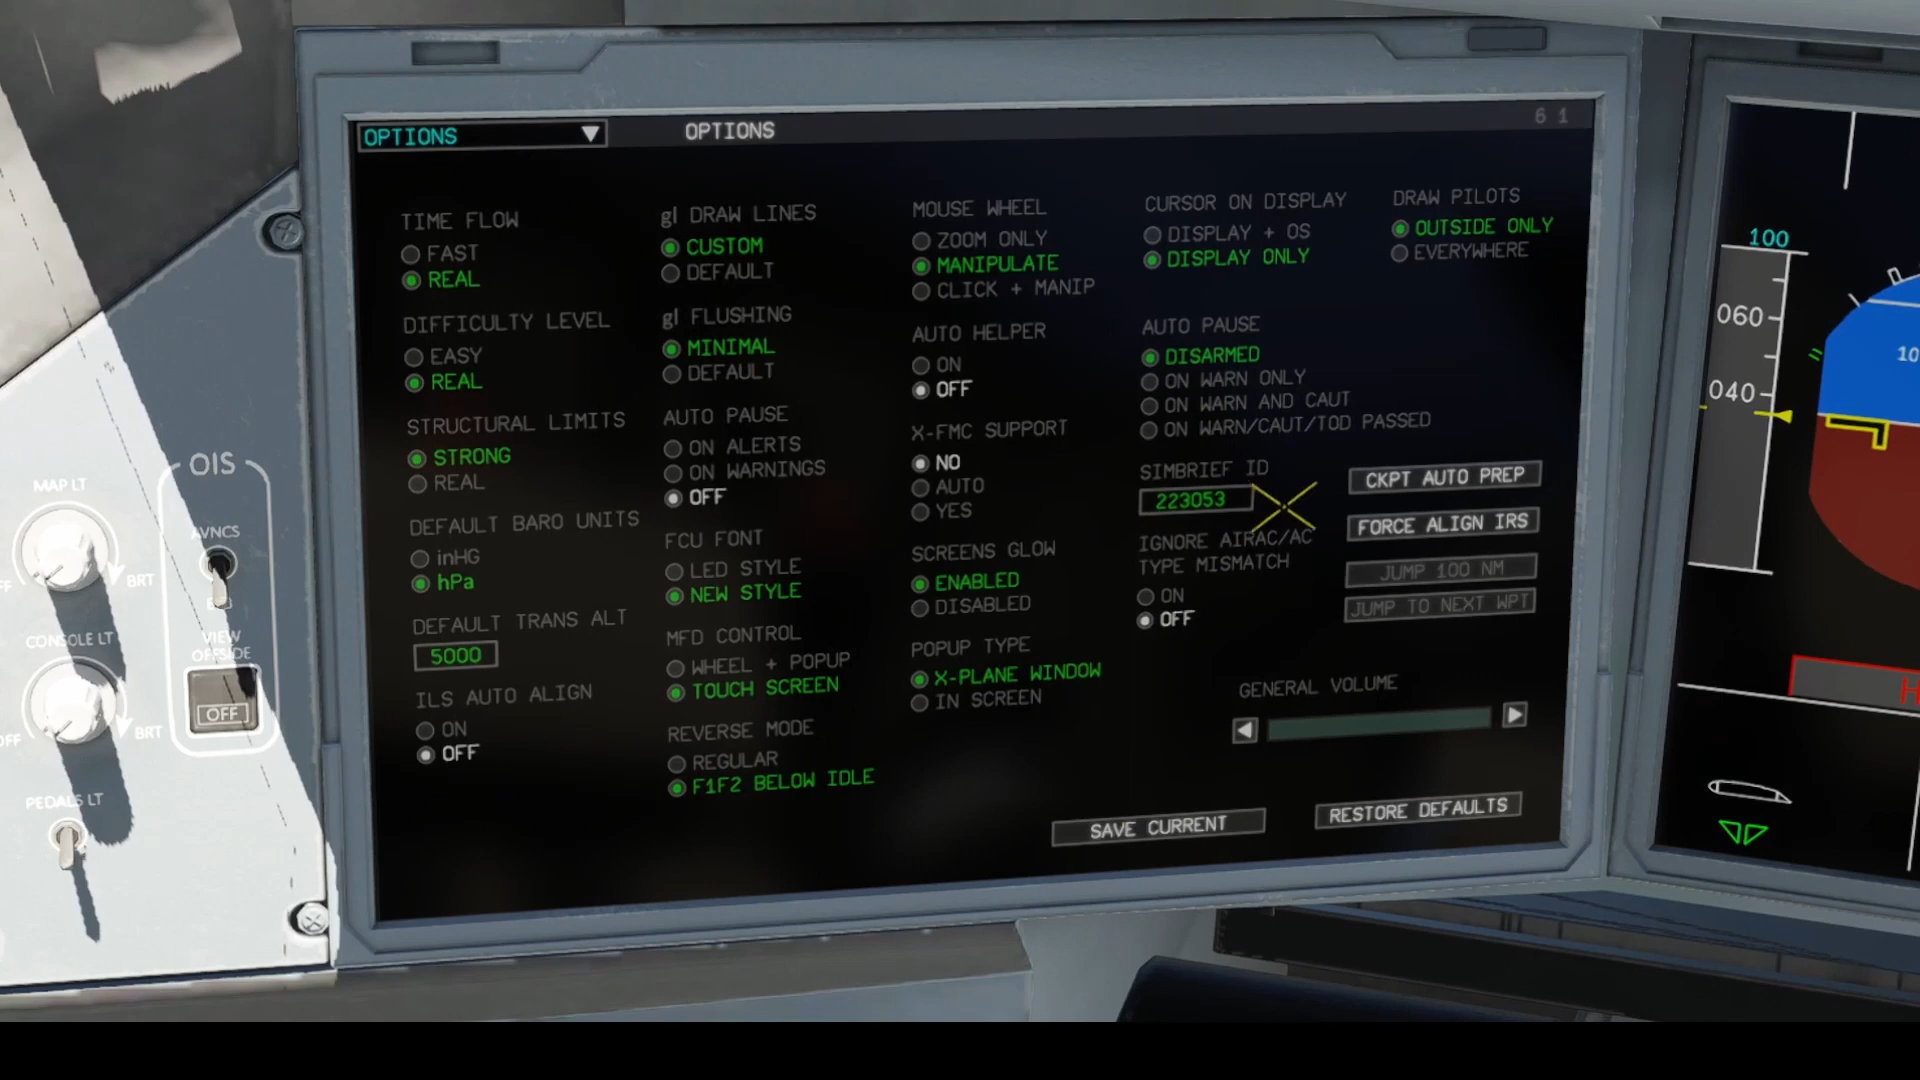 OPTIONS
OPTIONS
6 1
TIME FLOW
FAST
REAL
DIFFICULTY LEVEL
EASY
REAL
STRUCTURAL LIMITS
STRONG
REAL
DEFAULT BARO UNITS
inHG
hPa
DEFAULT TRANS ALT
5000
ILS AUTO ALIGN
ON
OFF
gl DRAW LINES
CUSTOM
DEFAULT
gl FLUSHING
MINIMAL
DEFAULT
AUTO PAUSE
ON ALERTS
ON WARNINGS
OFF
FCU FONT
LED STYLE
NEW STYLE
MFD CONTROL
WHEEL + POPUP
TOUCH SCREEN
REVERSE MODE
REGULAR
F1F2 BELOW IDLE
MOUSE WHEEL
ZOOM ONLY
MANIPULATE
CLICK + MANIP
AUTO HELPER
ON
OFF
X-FMC SUPPORT
NO
AUTO
YES
SCREENS GLOW
ENABLED
DISABLED
POPUP TYPE
X-PLANE WINDOW
IN SCREEN
CURSOR ON DISPLAY
DISPLAY + OS
DISPLAY ONLY
AUTO PAUSE
DISARMED
ON WARN ONLY
ON WARN AND CAUT
ON WARN/CAUT/TOD PASSED
SIMBRIEF ID
223053
IGNORE AIRAC/AC
TYPE MISMATCH
ON
OFF
DRAW PILOTS
OUTSIDE ONLY
EVERYWHERE
CKPT AUTO PREP
FORCE ALIGN IRS
JUMP 100 NM
JUMP TO NEXT WPT
GENERAL VOLUME
SAVE CURRENT
RESTORE DEFAULTS
MAP LT
BRT
CONSOLE LT
BRT
PEDALS LT
OIS
AVNCS
VIEW
OFFSIDE
OFF
100
060
040
10